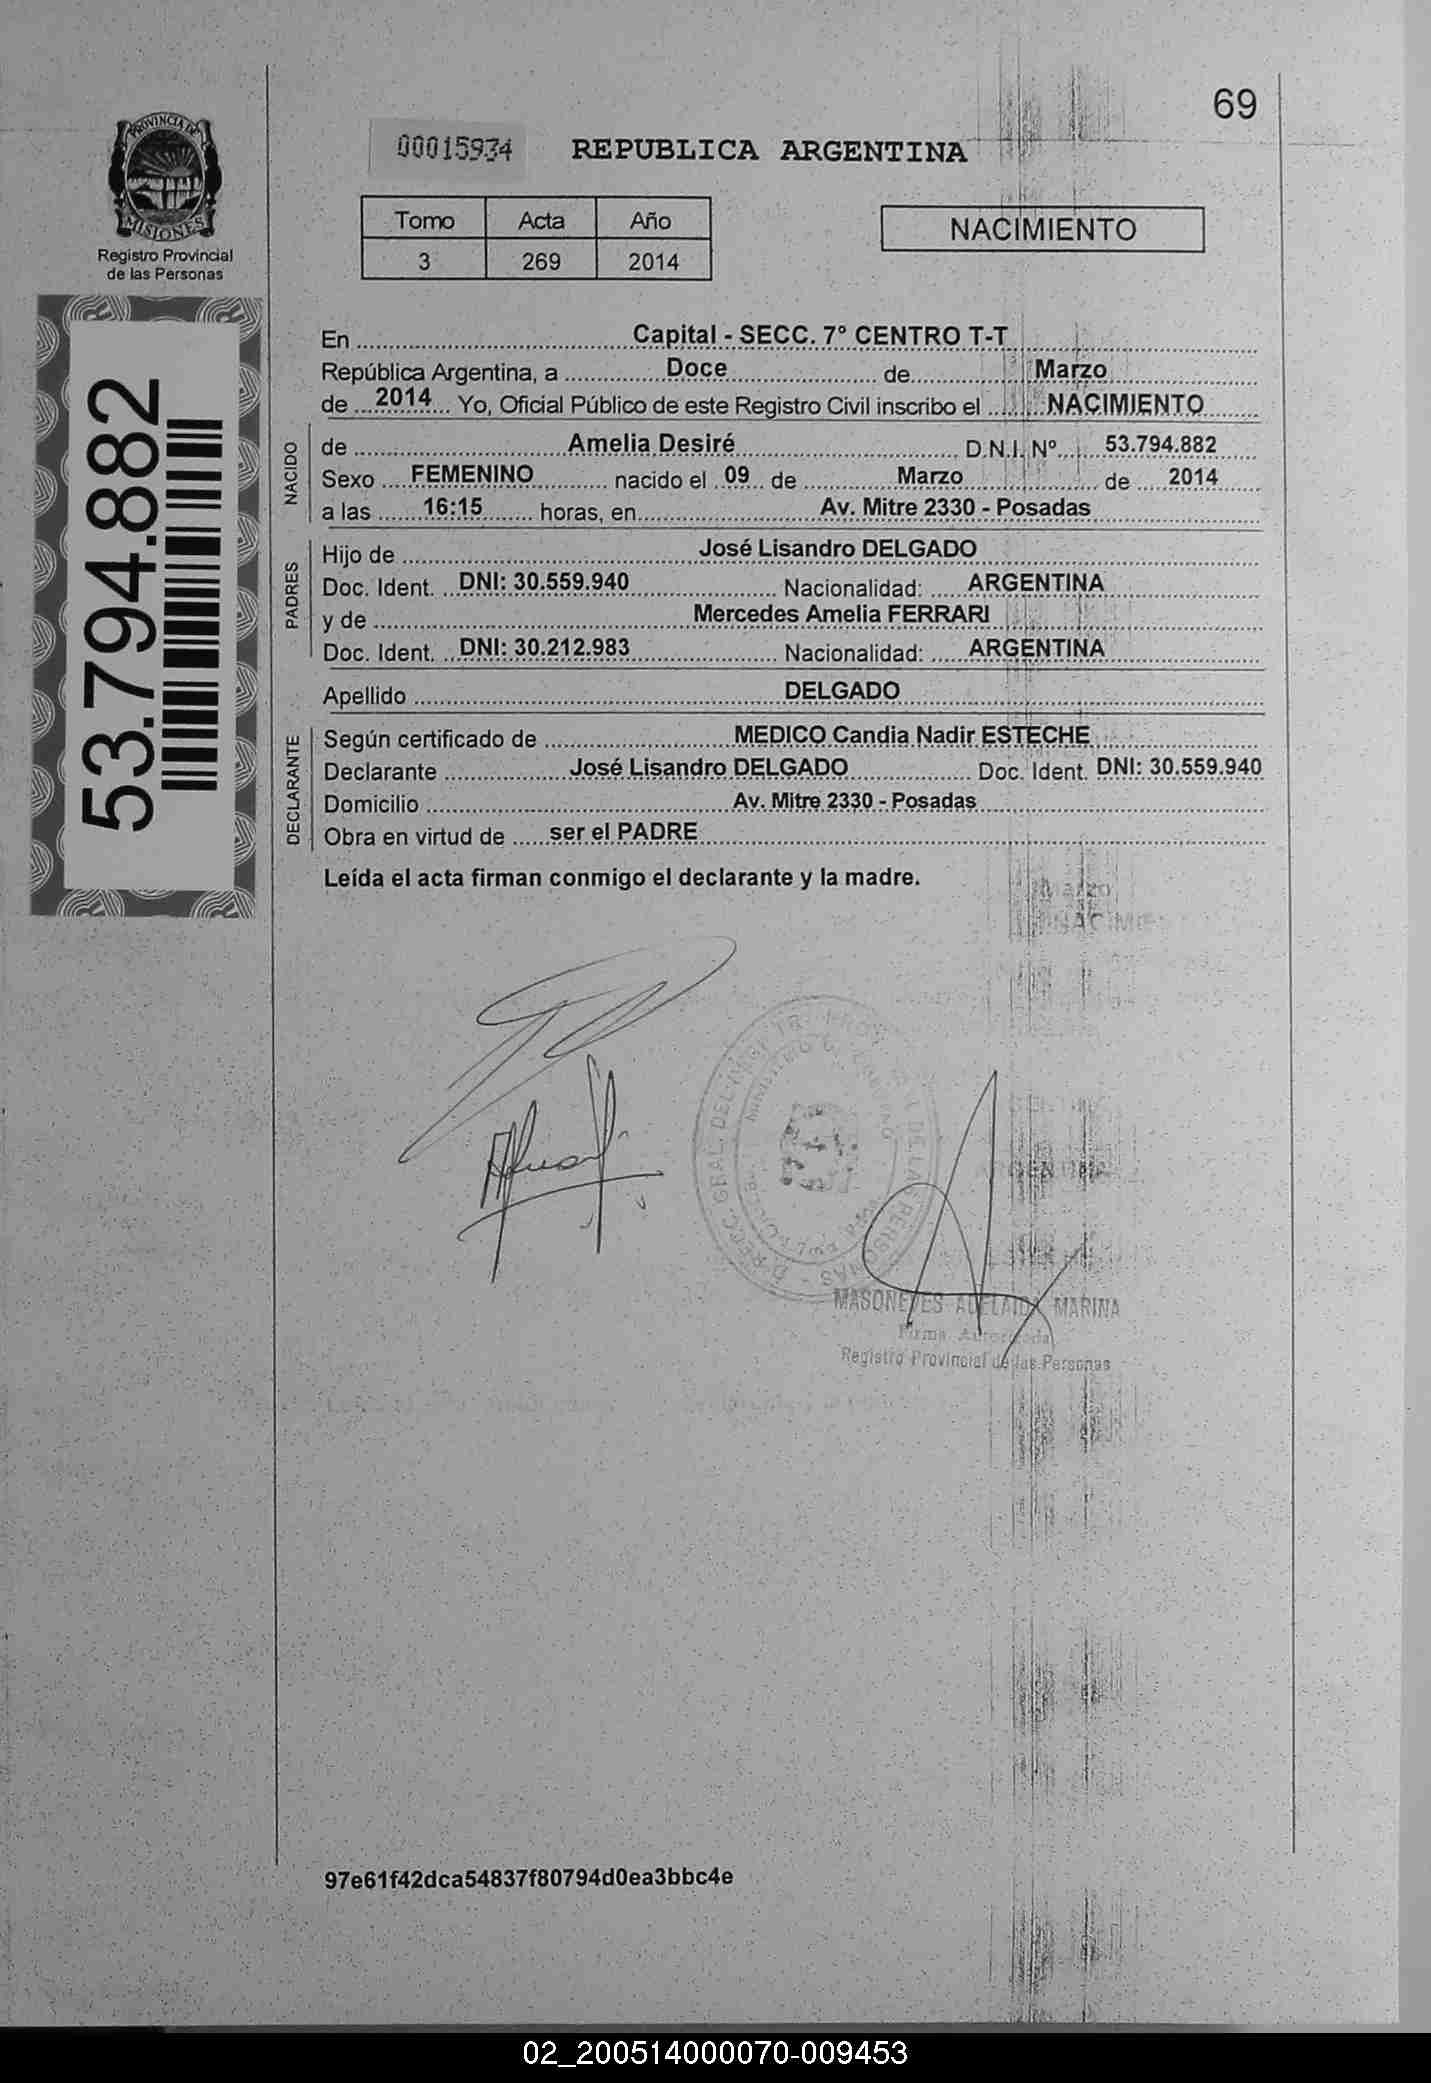 69
PROVINCIA DE
MISIONES
Registro Provincial
de las Personas
00015934
REPUBLICA ARGENTINA
Tomo Acta Año
3 269 2014
NACIMIENTO
53.794.882
En Capital - SECC. 7° CENTRO T-T
República Argentina, a Doce de Marzo
de 2014 Yo, Oficial Público de este Registro Civil inscribo el NACIMIENTO
NACIDO
de Amelia Desiré D.N.I. Nº 53.794.882
Sexo FEMENINO nacido el 09 de Marzo de 2014
a las 16:15 horas, en Av. Mitre 2330 - Posadas
PADRES
Hijo de José Lisandro DELGADO
Doc. Ident. DNI: 30.559.940 Nacionalidad: ARGENTINA
y de Mercedes Amelia FERRARI
Doc. Ident. DNI: 30.212.983 Nacionalidad: ARGENTINA
Apellido DELGADO
DECLARANTE
Según certificado de MEDICO Candia Nadir ESTECHE
Declarante José Lisandro DELGADO Doc. Ident. DNI: 30.559.940
Domicilio Av. Mitre 2330 - Posadas
Obra en virtud de ser el PADRE
Leída el acta firman conmigo el declarante y la madre.
Marzo
MASONEDES ADELAIDA MARINA
Firma Autorizada
Registro Provincial de las Personas
97e61f42dca54837f80794d0ea3bbc4e
02_200514000070-009453